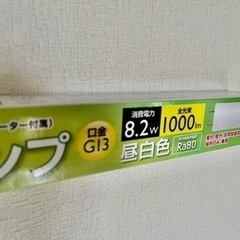 ーター付属)
ンプ
口金
G13
消費電力
8.2W
全光束
1000lm
昼白色
Ra80